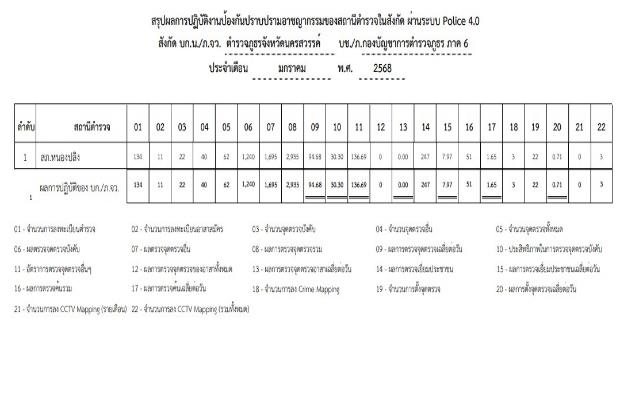 สรุปผลการปฏิบัติงานป้องกันปราบปรามอาชญากรรมของสถานีตำรวจในสังกัด ผ่านระบบ Police 4.0
สังกัด บก.น./ภ.จว. ตำรวจภูธรจังหวัดนครสวรรค์ บช./ภ.กองบัญชาการตำรวจภูธร ภาค 6
ประจำเดือน มกราคม พ.ศ. 2568
ลำดับ สถานีตำรวจ 01 02 03 04 05 06 07 08 09 10 11 12 13 14 15 16 17 18 19 20 21 22
1 สภ.หนองปลิง 134 11 22 40 62 1,240 1,695 2,935 94.68 30.30 136.69 0 0.00 247 7.97 51 1.65 3 22 0.71 0 3
1 ผลการปฏิบัติของ บก./ภ.จว. 134 11 22 40 62 1,240 1,695 2,935 94.68 30.30 136.69 0 0.00 247 7.97 51 1.65 3 22 0.71 0 3
01 - จำนวนการลงทะเบียนตำรวจ 02 - จำนวนการลงทะเบียนอาสาสมัคร 03 - จำนวนจุดตรวจบังคับ 04 - จำนวนจุดตรวจอื่น 05 - จำนวนจุดตรวจทั้งหมด
06 - ผลตรวจจุดตรวจบังคับ 07 - ผลตรวจจุดตรวจอื่น 08 - ผลการตรวจจุดตรวจรวม 09 - ผลการตรวจจุดตรวจเฉลี่ยต่อวัน 10 - ประสิทธิภาพในการตรวจจุดตรวจบังคับ
11 - อัตราการตรวจจุดตรวจอื่นๆ 12 - ผลการตรวจจุดตรวจของอาสาทั้งหมด 13 - ผลการตรวจจุดตรวจอาสาเฉลี่ยต่อวัน 14 - ผลการตรวจเยี่ยมประชาชน 15 - ผลการตรวจเยี่ยมประชาชนเฉลี่ยต่อวัน
16 - ผลการตรวจค้นรวม 17 - ผลการตรวจค้นเฉลี่ยต่อวัน 18 - จำนวนการลง Crime Mapping 19 - จำนวนการตั้งจุดตรวจ 20 - ผลการตั้งจุดตรวจเฉลี่ยต่อวัน
21 - จำนวนการลง CCTV Mapping (รายเดือน) 22 - จำนวนการลง CCTV Mapping (รวมทั้งหมด)